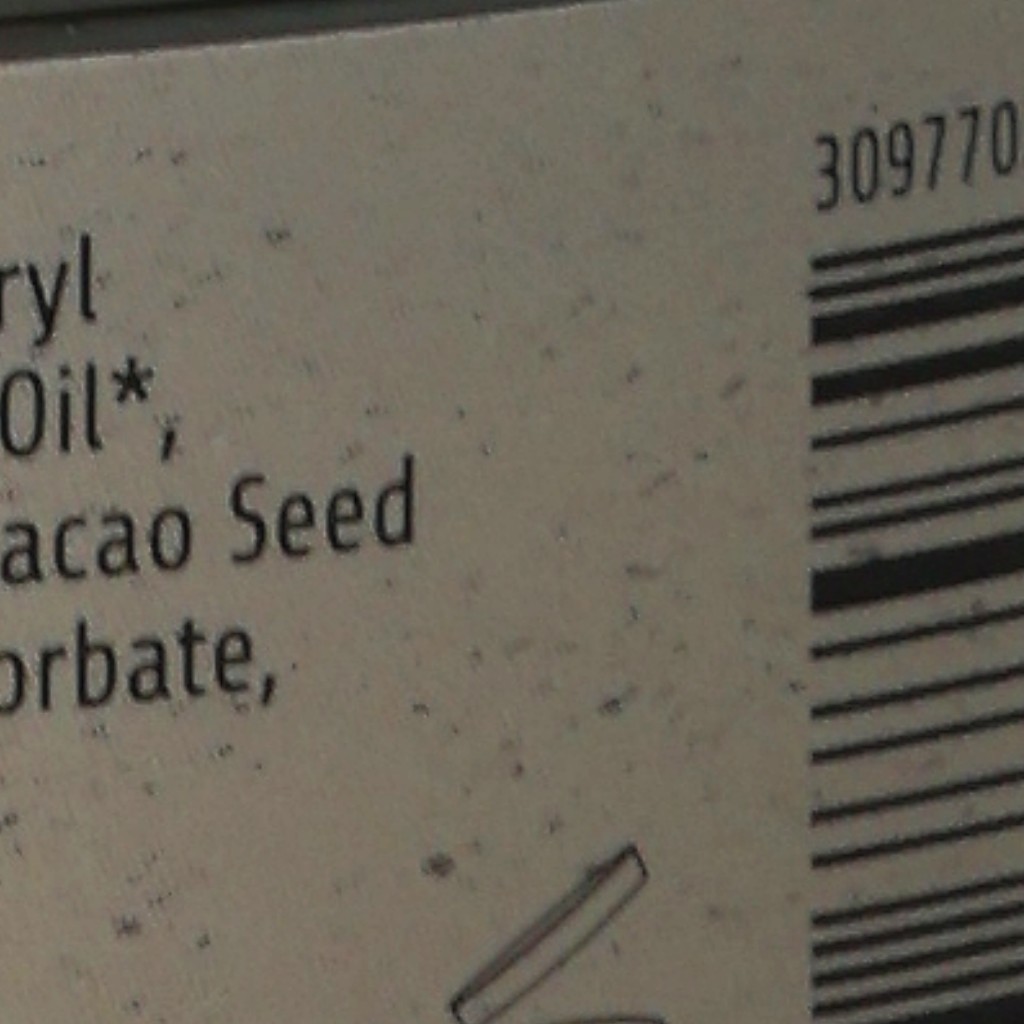 309770
ryl
Oil*,
acao Seed
orbate,